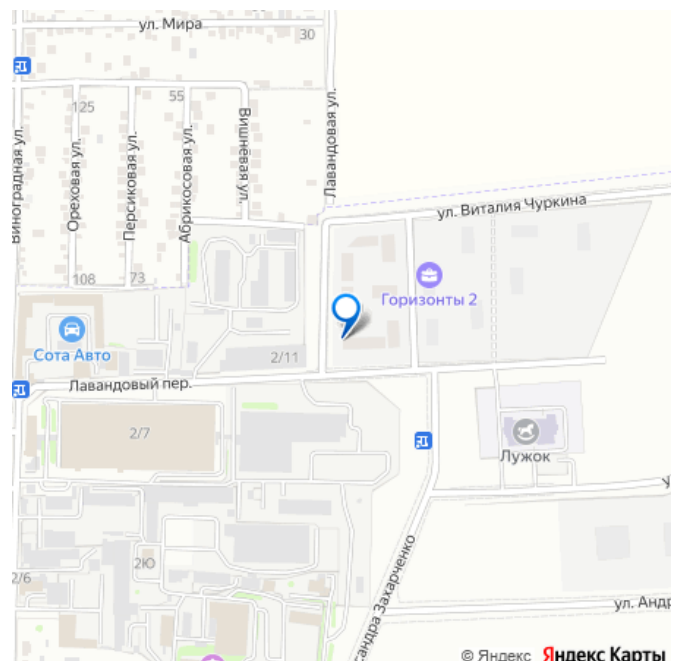 ул. Мира
30
125
55
Виноградная ул.
Ореховая ул.
Персиковая ул.
Абрикосовая ул.
Вишнёвая ул.
Лавандовая ул.
ул. Виталия Чуркина
108
73
Горизонты 2
Сота Авто
2/11
Лавандовый пер.
2/7
Лужок
2Ю
2/6
сандра Захарченко
ул. Андр
© Яндекс Яндекс Карты